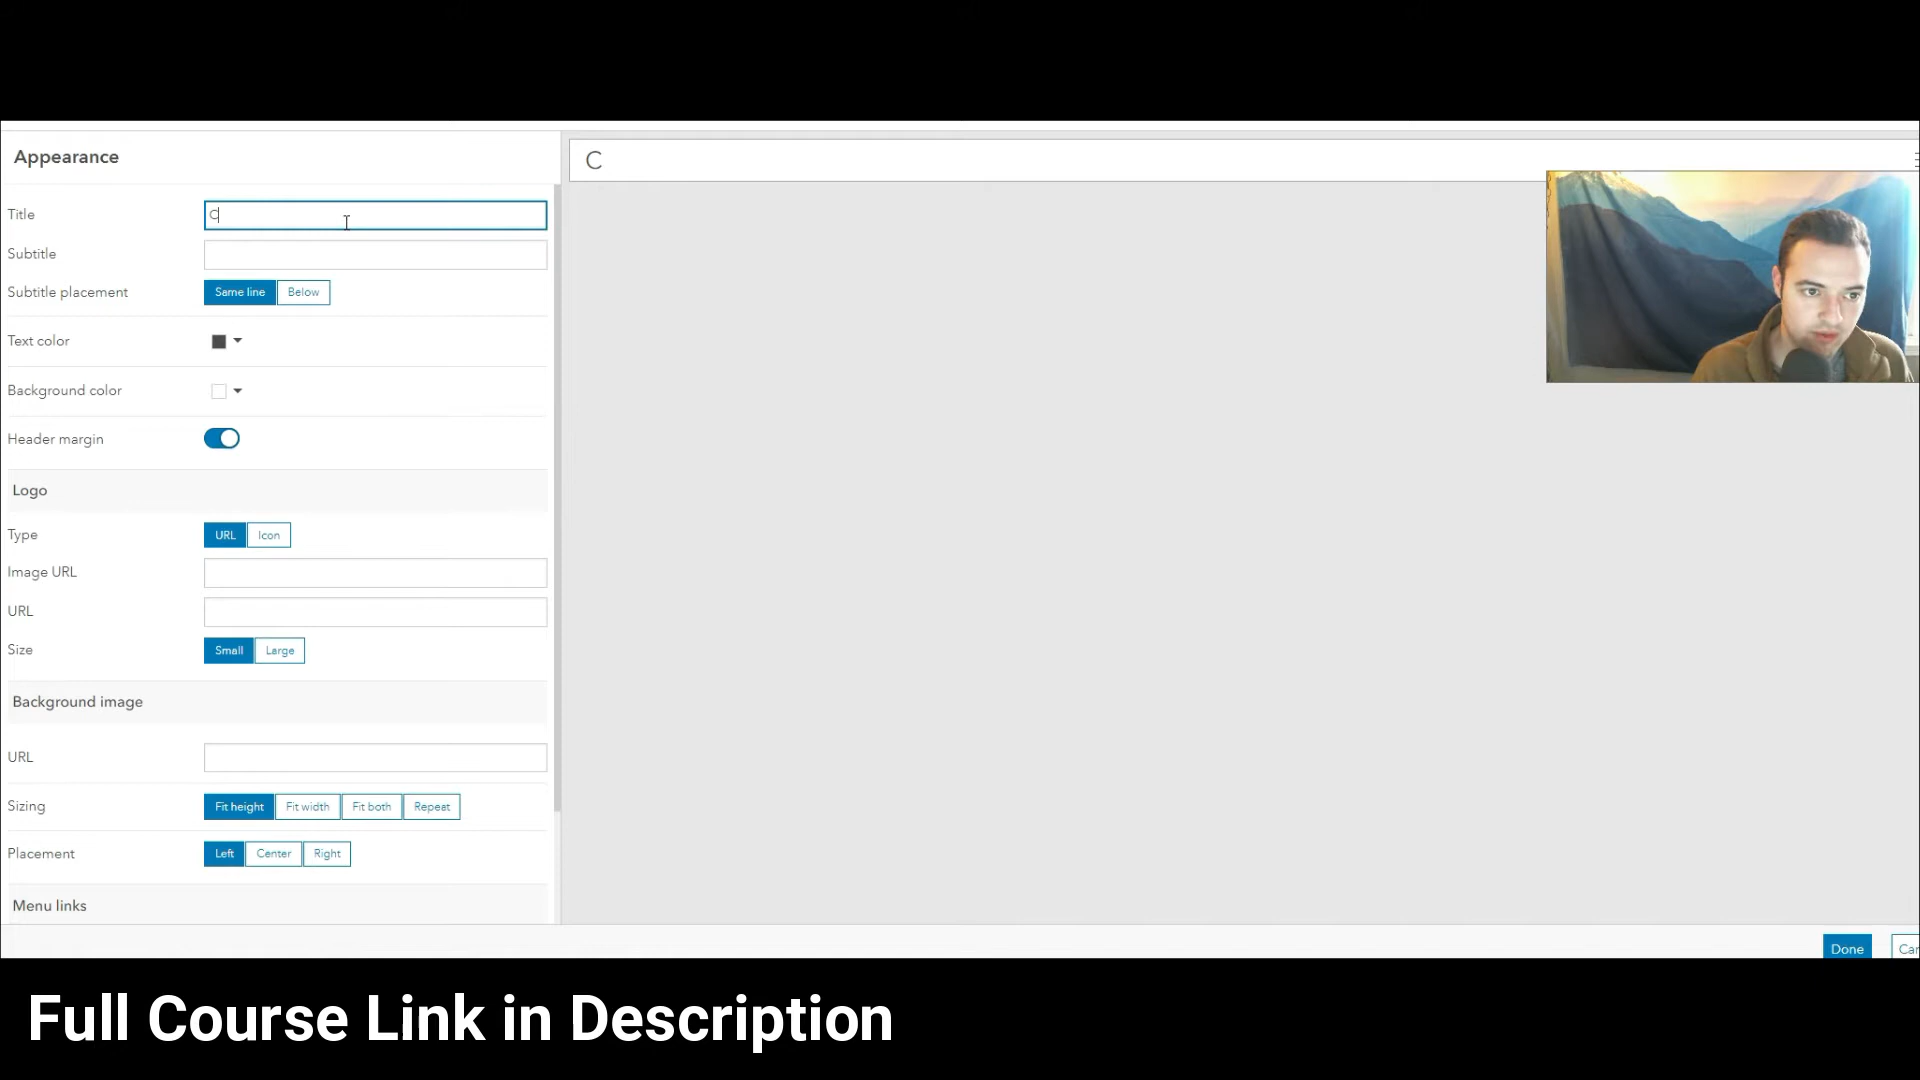 Appearance
C
Title C
Subtitle
Subtitle placement Same line Below
Text color
Background color
Header margin
Logo
Type URL Icon
Image URL
URL
Size Small Large
Background image
URL
Sizing Fit height Fit width Fit both Repeat
Placement Left Center Right
Menu links
Done Car
Full Course Link in Description